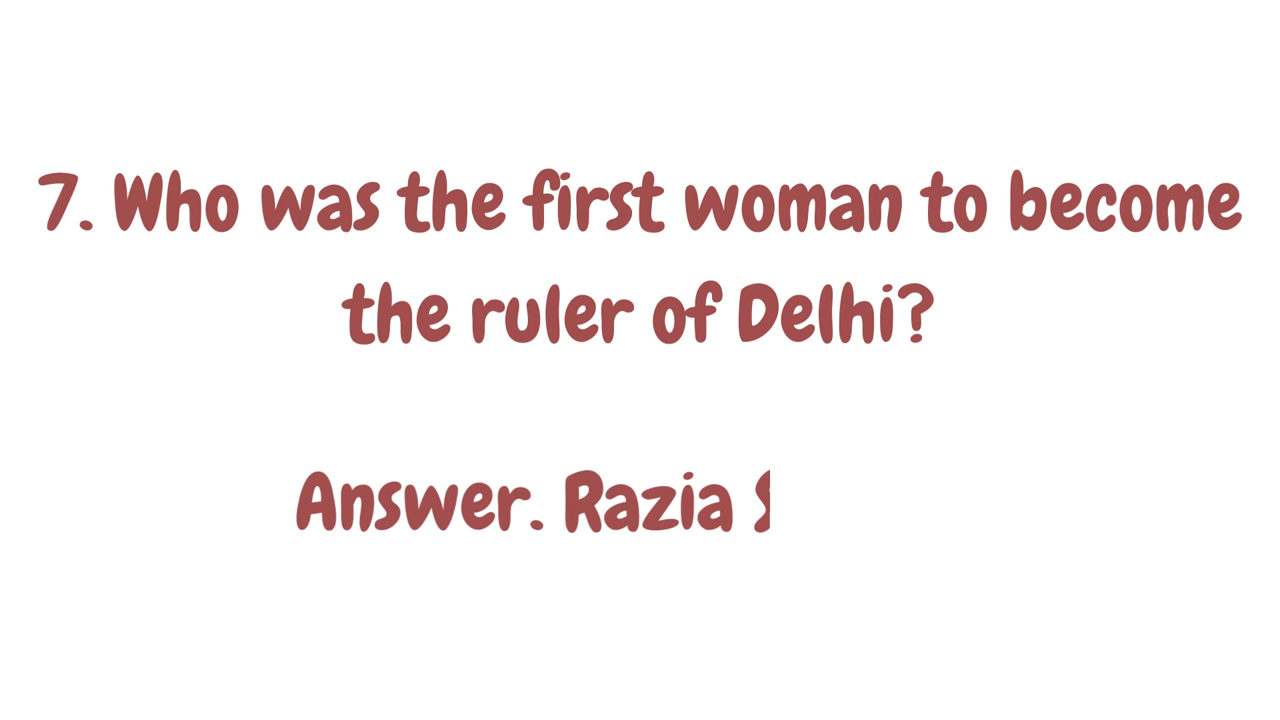 7. Who was the first woman to become
the ruler of Delhi?
Answer. Razia